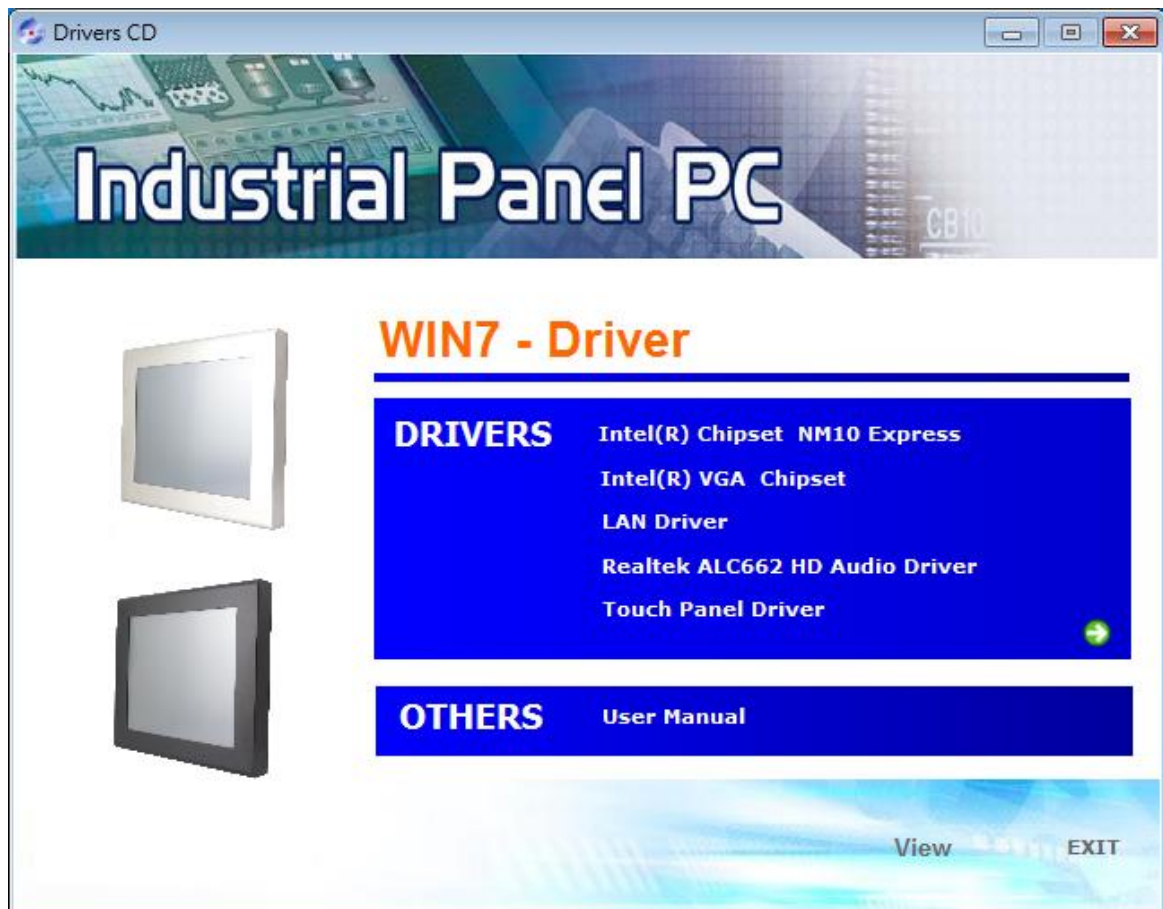 Drivers CD
Industrial Panel PC
CB10
WIN7 - Driver
DRIVERS
Intel(R) Chipset NM10 Express
Intel(R) VGA Chipset
LAN Driver
Realtek ALC662 HD Audio Driver
Touch Panel Driver
OTHERS
User Manual
View
EXIT